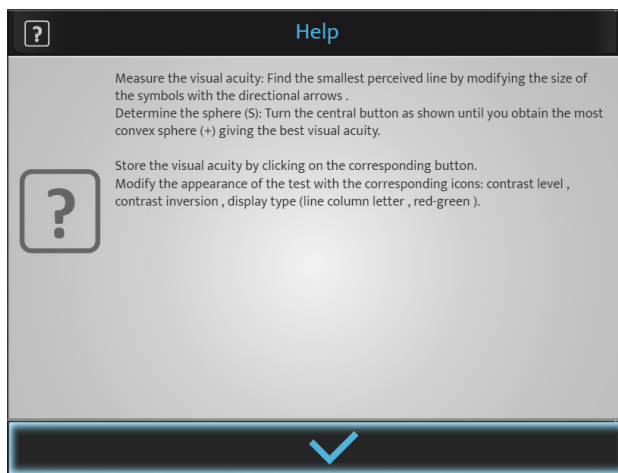 ?
Help
Measure the visual acuity: Find the smallest perceived line by modifying the size of
the symbols with the directional arrows .
Determine the sphere (S): Turn the central button as shown until you obtain the most
convex sphere (+) giving the best visual acuity.
Store the visual acuity by clicking on the corresponding button.
Modify the appearance of the test with the corresponding icons: contrast level ,
contrast inversion , display type (line column letter , red-green ).
?